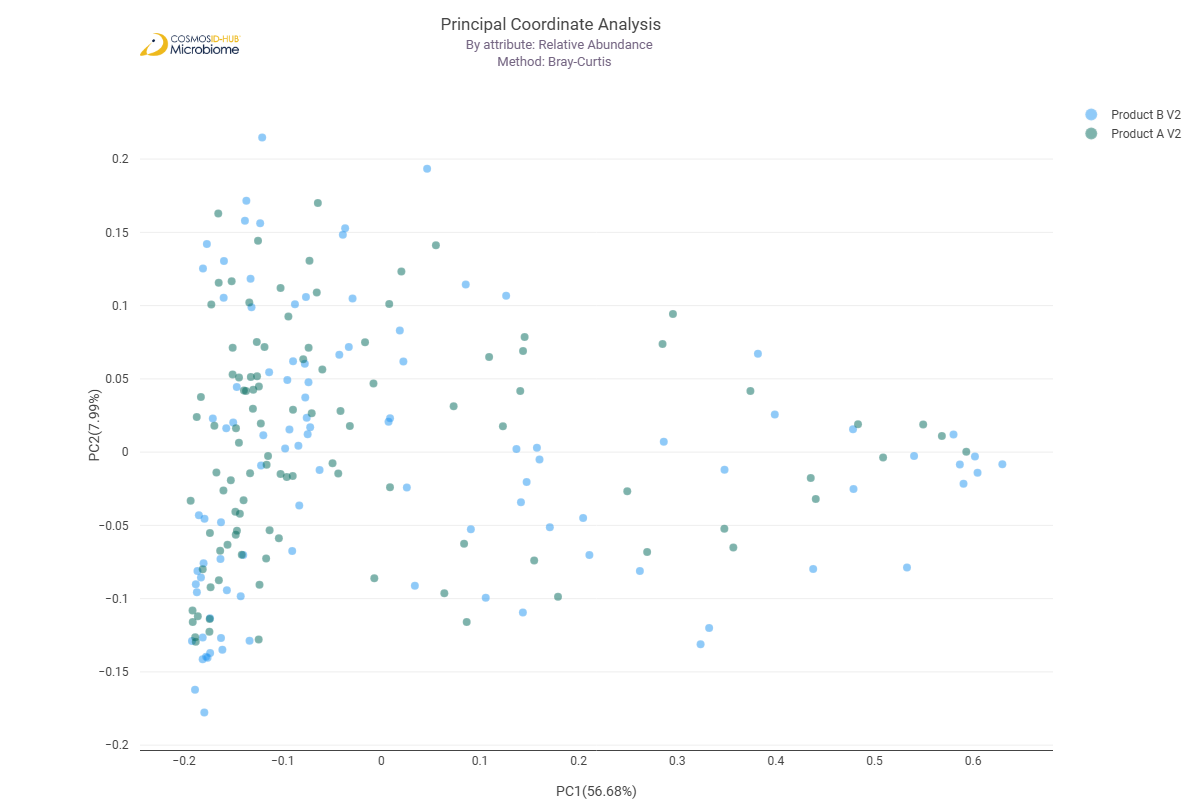 Principal Coordinate Analysis
By attribute: Relative Abundance
Method: Bray-Curtis
COSMOSID-HUB
Microbiome
Product B V2
Product A V2
0.2
0.15
0.1
0.05
0
−0.05
−0.1
−0.15
−0.2
PC2(7.99%)
−0.2
−0.1
0
0.1
0.2
0.3
0.4
0.5
0.6
PC1(56.68%)